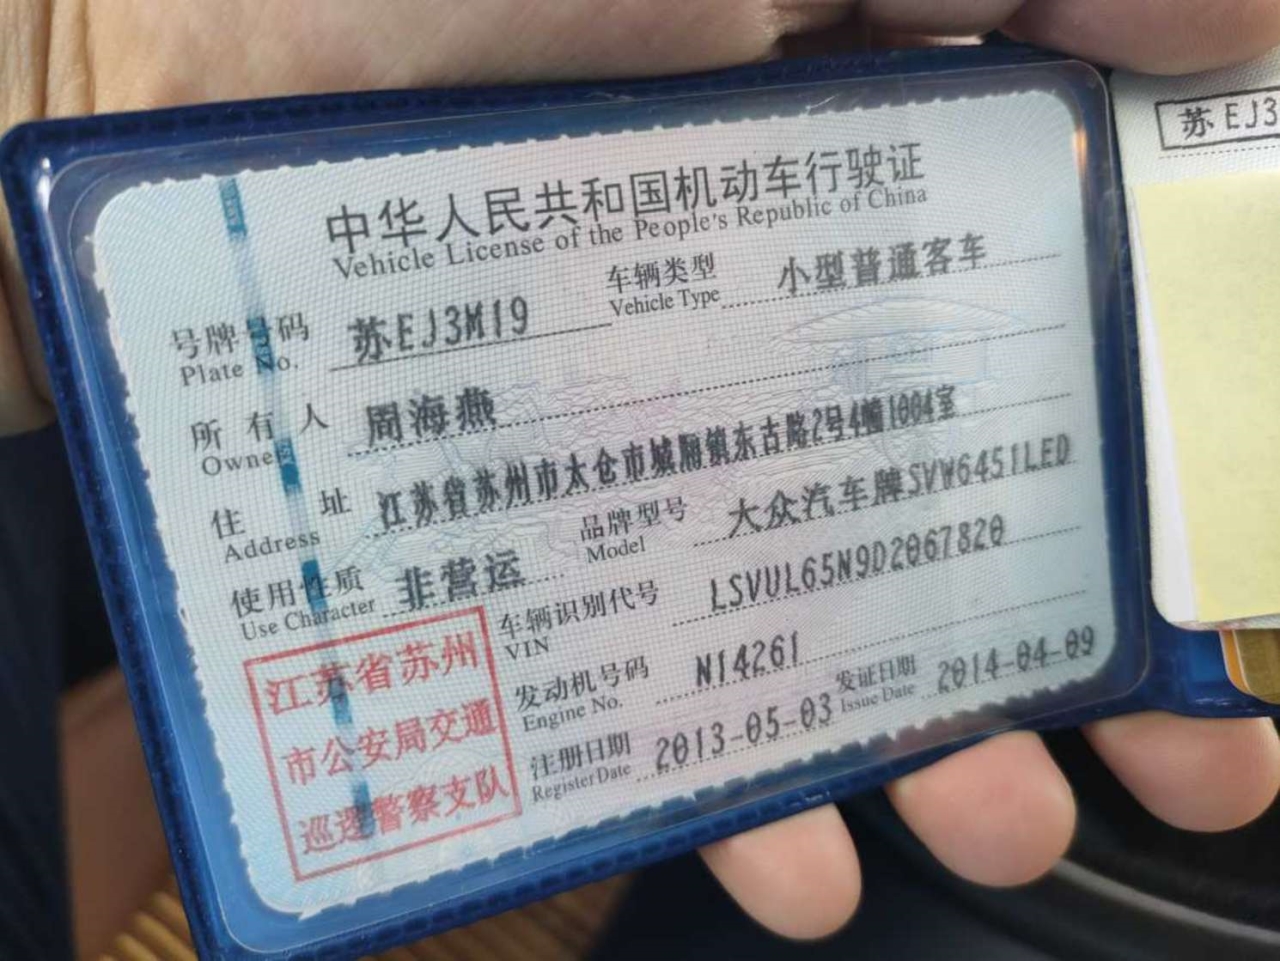 中华人民共和国机动车行驶证
Vehicle License of the People's Republic of China
号牌号码 Plate No. 苏EJ3M19 车辆类型 Vehicle Type 小型普通客车
所有人 Owner 周海燕
住址 Address 江苏省苏州市太仓市城厢镇东古路2号4幢1004室
使用性质 Use Character 非营运 品牌型号 Model 大众汽车牌SVW6451LED
车辆识别代号 VIN LSVUL65N9D2067820
发动机号码 Engine No. N14261
注册日期 Register Date 2013-05-03 发证日期 Issue Date 2014-04-09
江苏省苏州
市公安局交通
巡逻警察支队
苏EJ3